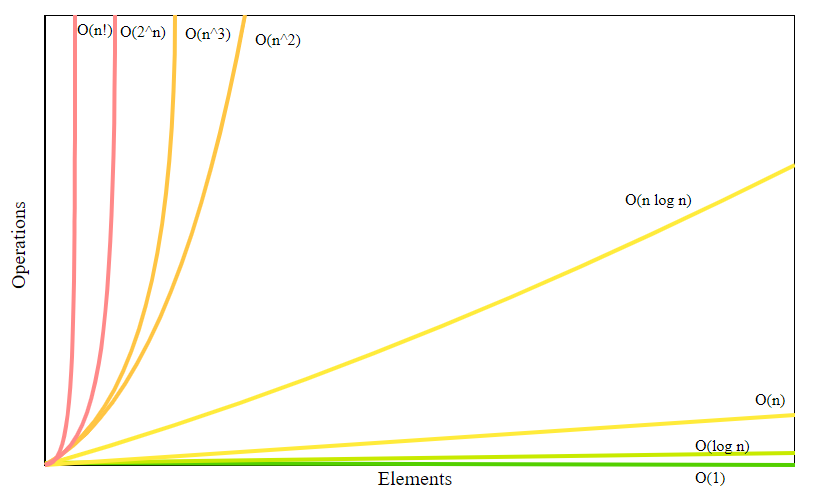 O(n!)
O(2^n)
O(n^3)
O(n^2)
O(n log n)
Operations
O(n)
O(log n)
Elements
O(1)